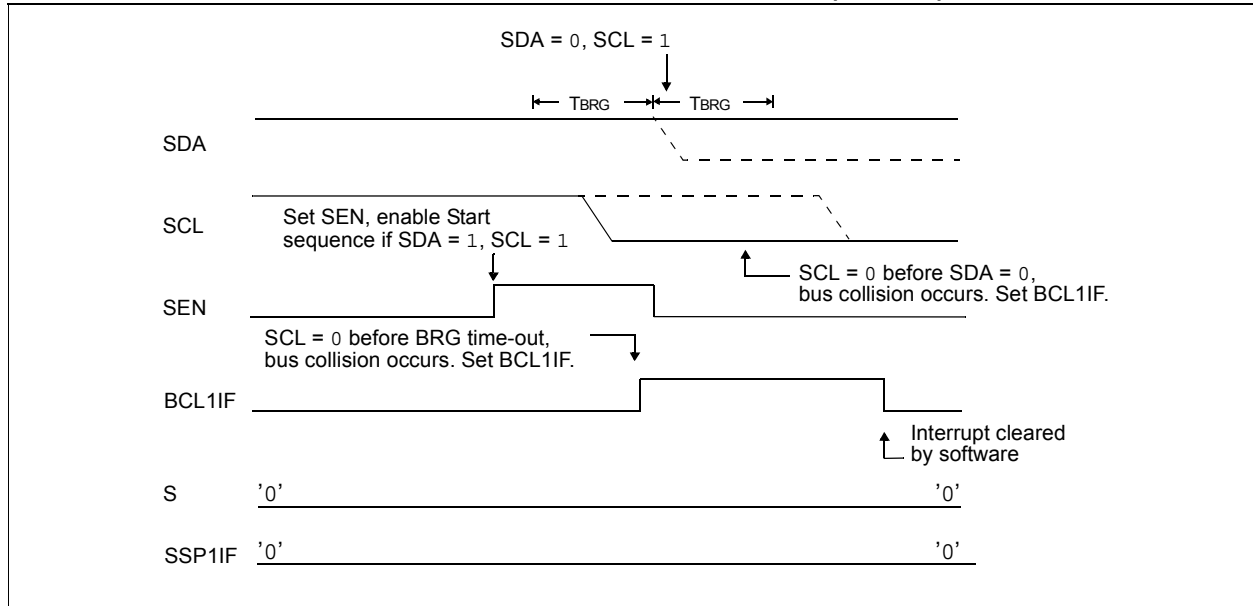 SDA = 0, SCL = 1
TBRG TBRG
SDA
SCL
Set SEN, enable Start
sequence if SDA = 1, SCL = 1
SCL = 0 before SDA = 0,
bus collision occurs. Set BCL1IF.
SEN
SCL = 0 before BRG time-out,
bus collision occurs. Set BCL1IF.
BCL1IF
Interrupt cleared
by software
S '0' '0'
SSP1IF '0' '0'